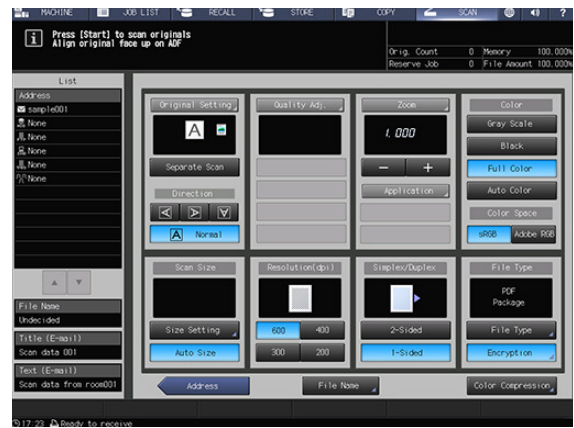 MACHINE JOB LIST RECALL STORE COPY SCAN
Press [Start] to scan originals
Align original face up on ADF
Orig. Count 0 Memory 100.000%
Reserve Job 0 File Amount 100.000%
List
Address
sample001
None
None
None
None
None
File Name
Undecided
Title (E-mail)
Scan data 001
Text (E-mail)
Scan data from room001
Original Setting
A
Separate Scan
Direction
A A A
A Normal
Quality Adj.
Zoom
1.000
− +
Application
Color
Gray Scale
Black
Full Color
Auto Color
Color Space
sRGB Adobe RGB
Scan Size
Size Setting
Auto Size
Resolution(dpi)
600 400
300 200
Simplex/Duplex
2-Sided
1-Sided
File Type
PDF
Package
File Type
Encryption
Address File Name Color Compression
17:23 Ready to receive